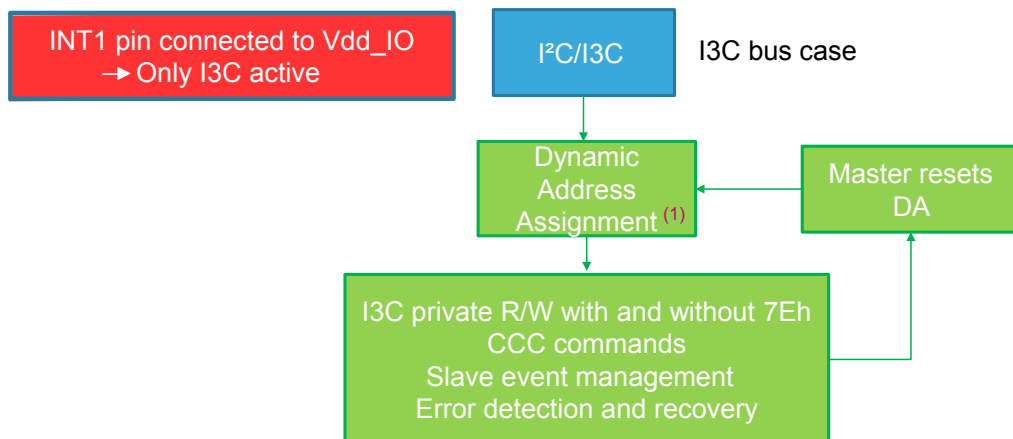 INT1 pin connected to Vdd_IO
→ Only I3C active
I²C/I3C
I3C bus case
Dynamic
Address
Assignment (1)
Master resets
DA
I3C private R/W with and without 7Eh
CCC commands
Slave event management
Error detection and recovery